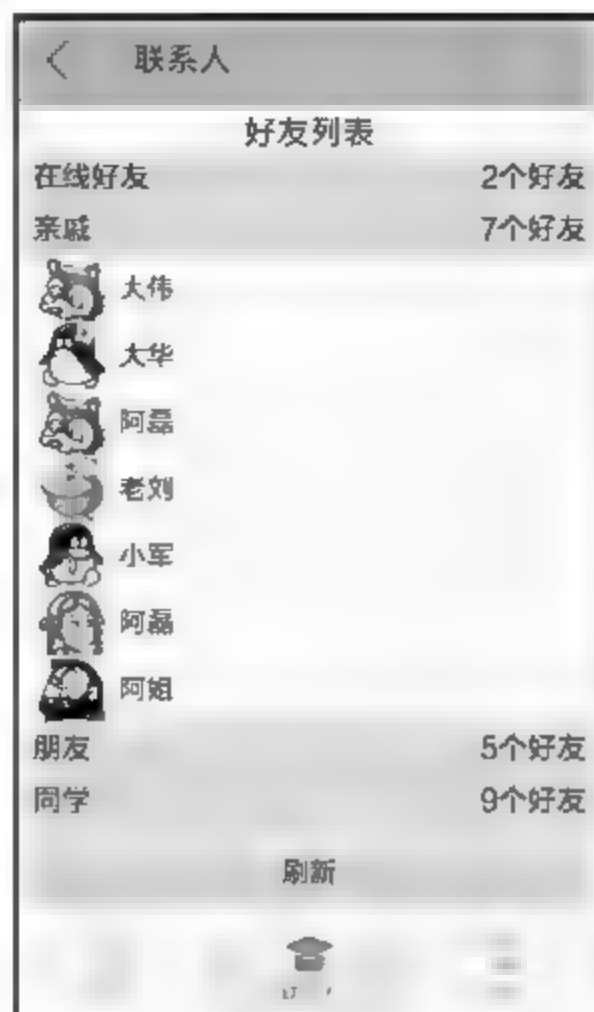 联系人
好友列表
在线好友 2个好友
亲戚 7个好友
大伟
大华
阿磊
老刘
小军
阿磊
阿姐
朋友 5个好友
同学 9个好友
刷新